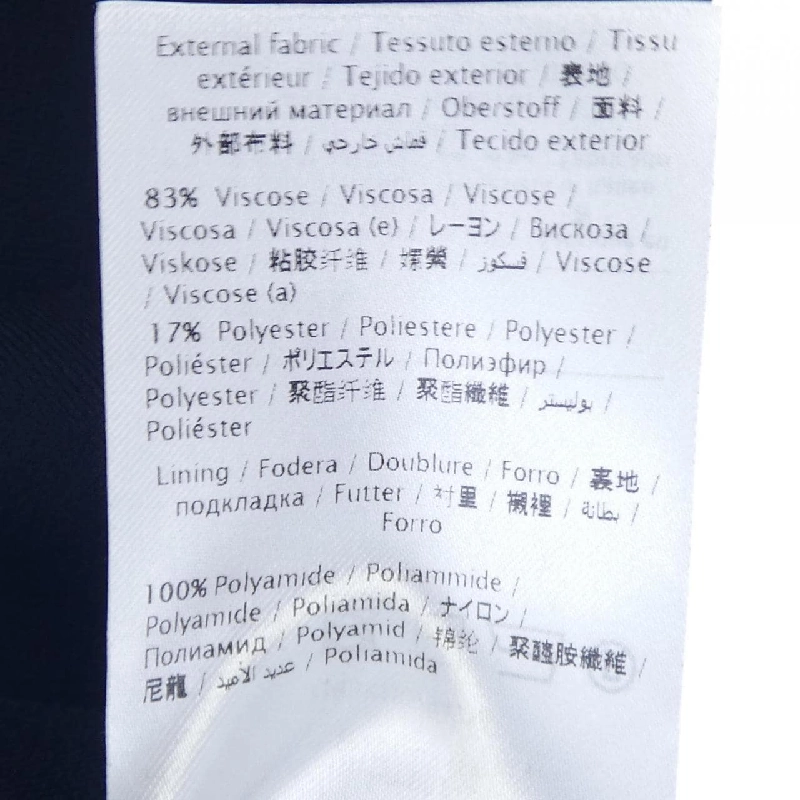 External fabric / Tessuto esterno / Tissu
extérieur / Tejido exterior / 表地 /
внешний материал / Oberstoff / 面料 /
外部布料 / قماش خارجي / Tecido exterior
83% Viscose / Viscosa / Viscose /
Viscosa / Viscosa (e) / レーヨン / Вискоза /
Viskose / 粘胶纤维 / 嫘縈 / فسكوز / Viscose
/ Viscose (a)
17% Polyester / Poliestere / Polyester /
Poliéster / ポリエステル / Полиэфир /
Polyester / 聚酯纤维 / 聚酯纖維 / بوليستر /
Poliéster
Lining / Fodera / Doublure / Forro / 裏地 /
подкладка / Futter / 衬里 / 襯裡 / بطانة /
Forro
100% Polyamide / Poliammide /
Polyamide / Poliamida / ナイロン /
Полиамид / Polyamid / 锦纶 / 聚醯胺纖維 /
尼龍 / عديد الأميد / Poliamida